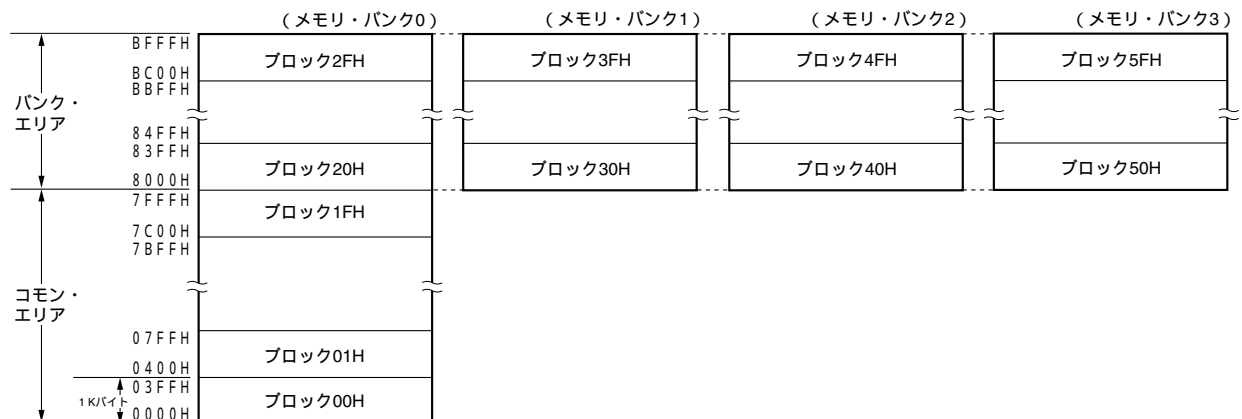 （メモリ・バンク0） （メモリ・バンク1） （メモリ・バンク2） （メモリ・バンク3）
BFFFH
ブロック2FH ブロック3FH ブロック4FH ブロック5FH
BC00H
BBFFH
バンク・
エリア
84FFH
83FFH
ブロック20H ブロック30H ブロック40H ブロック50H
8000H
7FFFH
ブロック1FH
7C00H
7BFFH
コモン・
エリア
07FFH
ブロック01H
0400H
03FFH
1Kバイト
ブロック00H
0000H